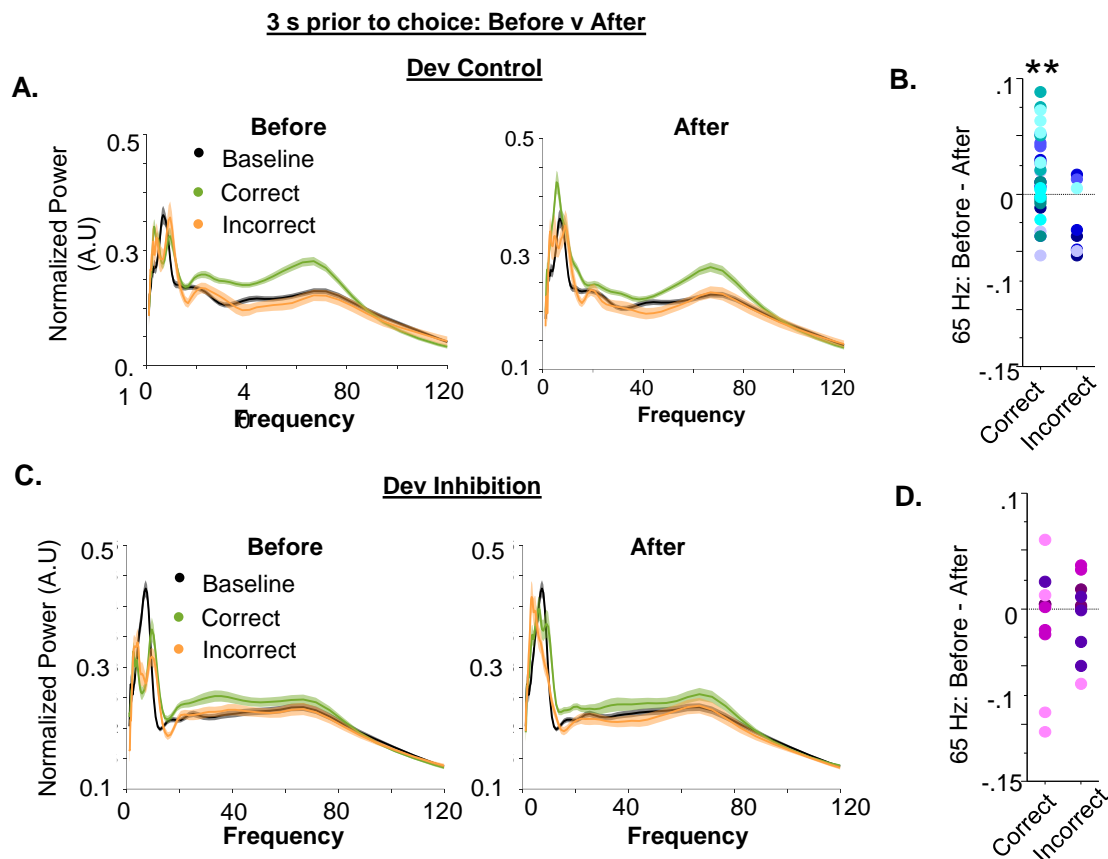 3 s prior to choice: Before v After
Dev Control
A.
Before
After
Baseline
Correct
Incorrect
Normalized Power
(A.U)
0.5
0.3
0.
1
0
4
0
80
120
Frequency
0.5
0.3
0.1
0
40
80
120
Frequency
B.
**
65 Hz: Before - After
.1
0
-.1
-.15
Correct
Incorrect
C.
Dev Inhibition
Before
After
Baseline
Correct
Incorrect
Normalized Power (A.U)
0.5
0.3
0.1
0
40
80
120
Frequency
0.5
0.3
0.1
0
40
80
120
Frequency
D.
65 Hz: Before - After
.1
0
-.1
-.15
Correct
Incorrect